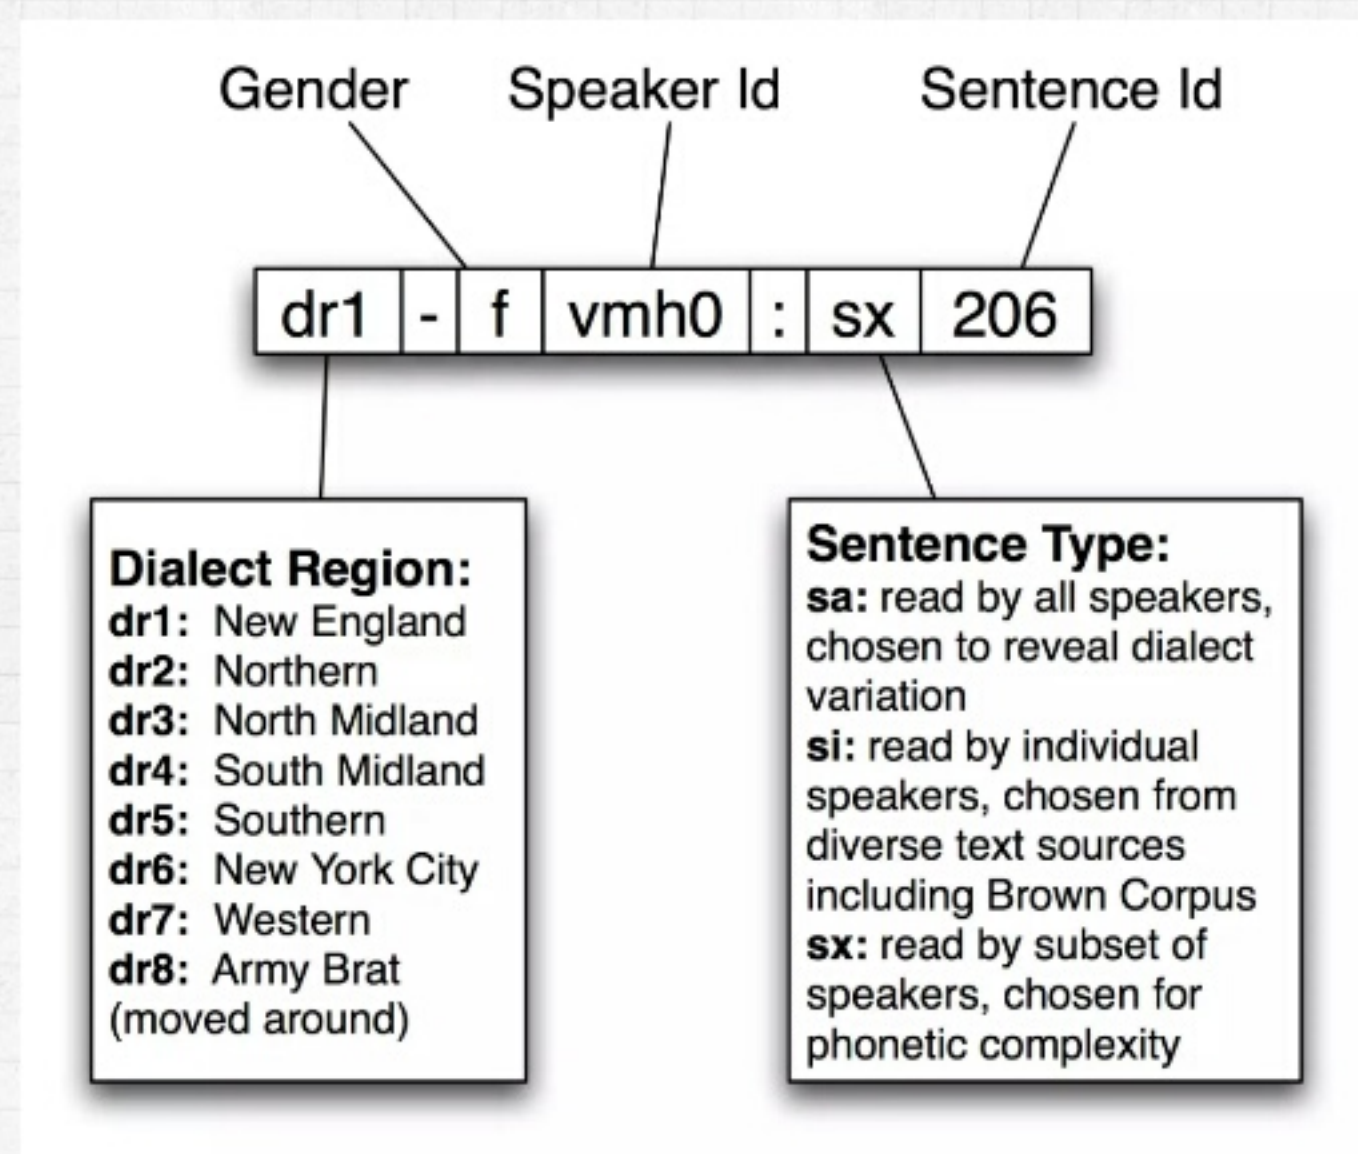 Gender Speaker Id Sentence Id
dr1 - f vmh0 : sx 206
Dialect Region:
dr1: New England
dr2: Northern
dr3: North Midland
dr4: South Midland
dr5: Southern
dr6: New York City
dr7: Western
dr8: Army Brat
(moved around)
Sentence Type:
sa: read by all speakers,
chosen to reveal dialect
variation
si: read by individual
speakers, chosen from
diverse text sources
including Brown Corpus
sx: read by subset of
speakers, chosen for
phonetic complexity